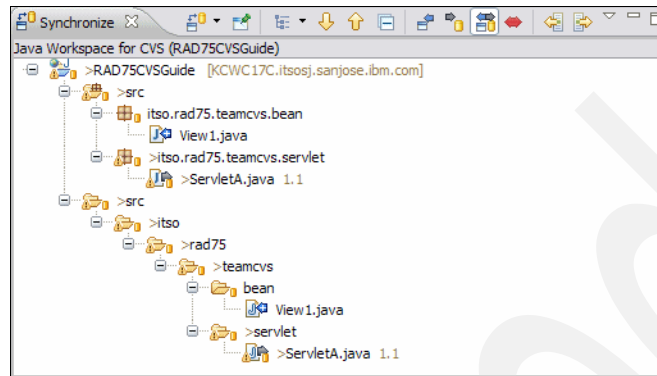 Synchronize
Java Workspace for CVS (RAD75CVSGuide)
>RAD75CVSGuide [KCWC17C.itsosj.sanjose.ibm.com]
>src
itso.rad75.teamcvs.bean
View1.java
>itso.rad75.teamcvs.servlet
>ServletA.java 1.1
>src
>itso
>rad75
>teamcvs
bean
View1.java
>servlet
>ServletA.java 1.1